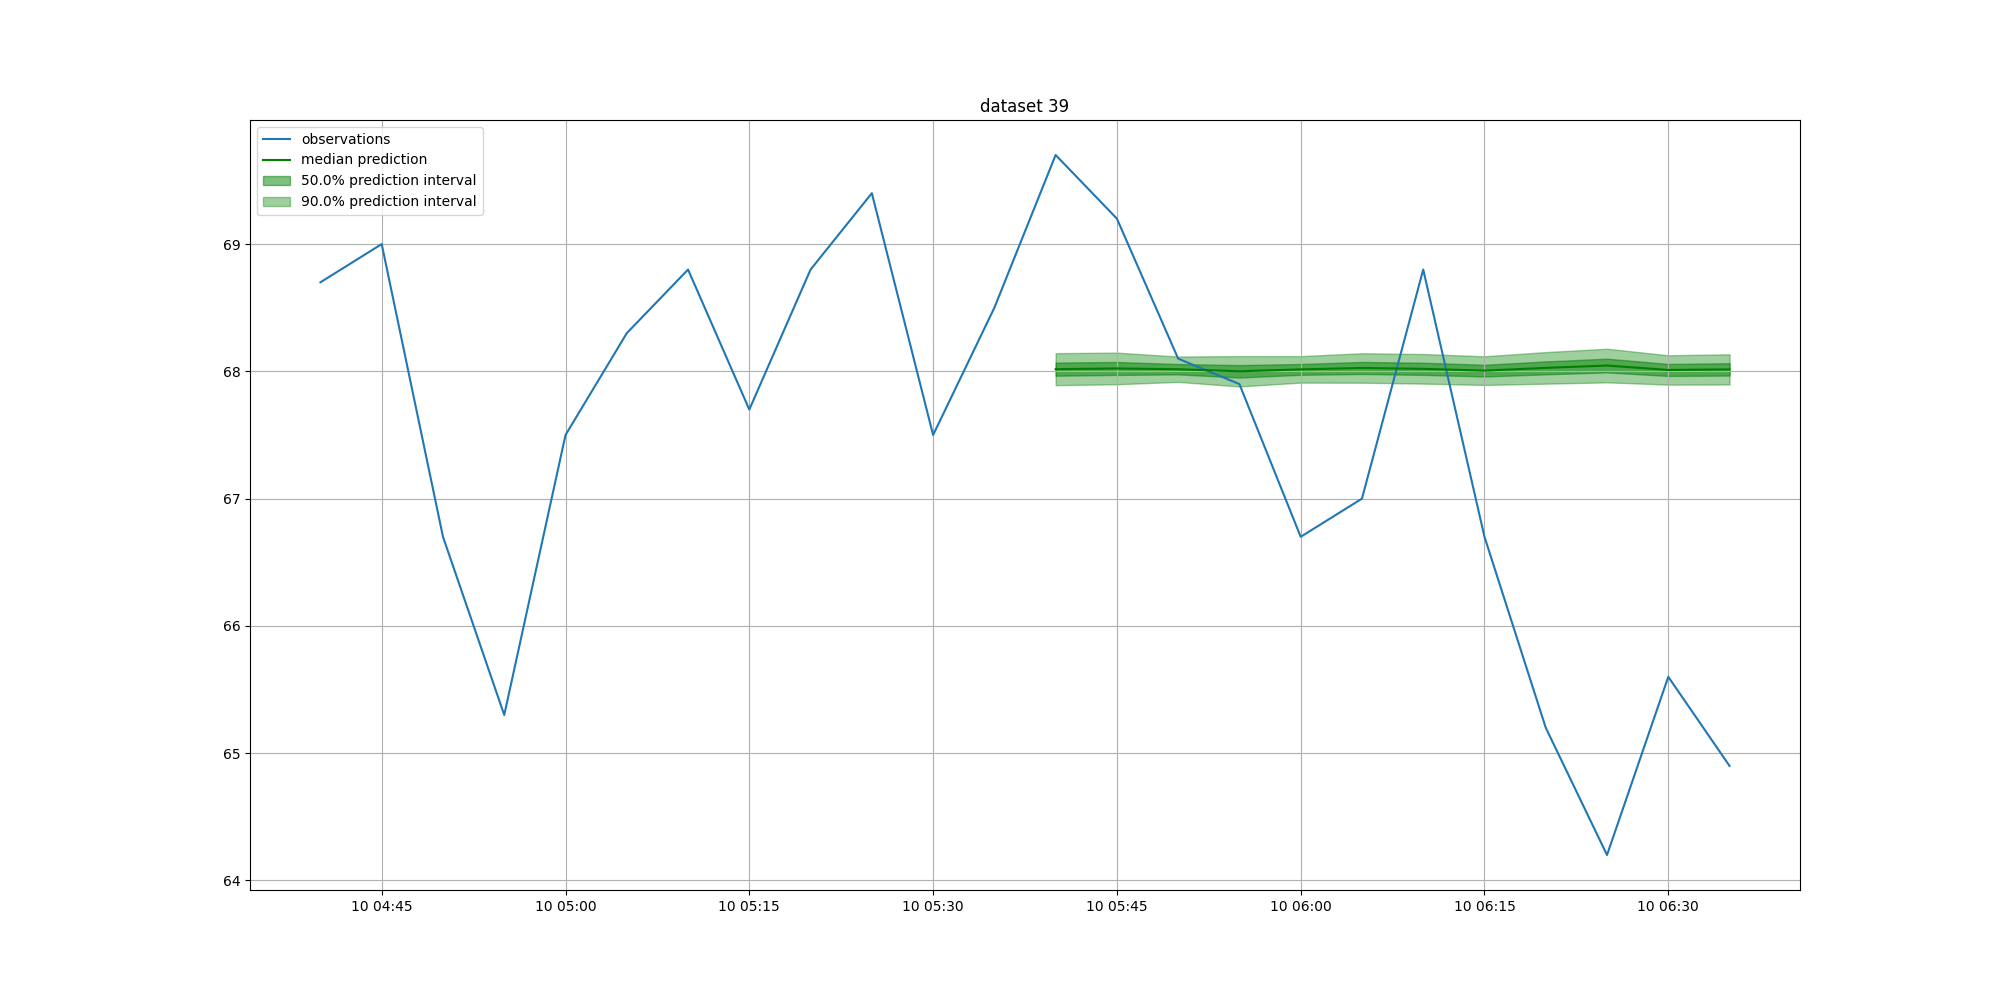 dataset 39
observations
median prediction
50.0% prediction interval
90.0% prediction interval
69
68
67
66
65
64
10 04:45 10 05:00 10 05:15 10 05:30 10 05:45 10 06:00 10 06:15 10 06:30